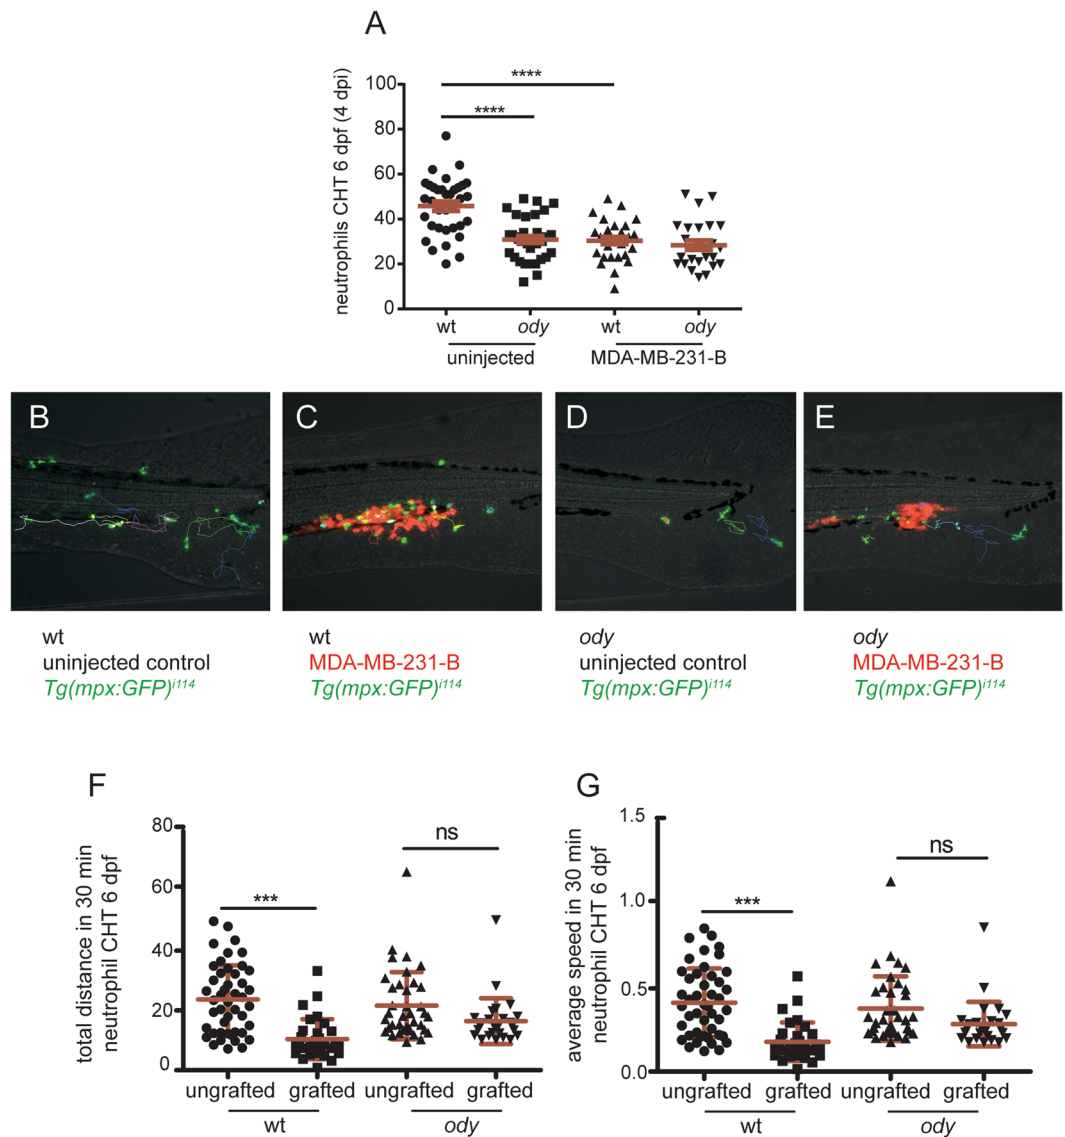 A
neutrophils CHT 6 dpf (4 dpi)
100
80
60
40
20
0
****
****
wt
ody
wt
ody
uninjected
MDA-MB-231-B
B
C
D
E
wt
uninjected control
Tg(mpx:GFP)i114
wt
MDA-MB-231-B
Tg(mpx:GFP)i114
ody
uninjected control
Tg(mpx:GFP)i114
ody
MDA-MB-231-B
Tg(mpx:GFP)i114
F
total distance in 30 min
neutrophil CHT 6 dpf
80
60
40
20
0
***
ns
ungrafted
grafted
ungrafted
grafted
wt
ody
G
average speed in 30 min
neutrophil CHT 6 dpf
1.5
1.0
0.5
0.0
***
ns
ungrafted
grafted
ungrafted
grafted
wt
ody